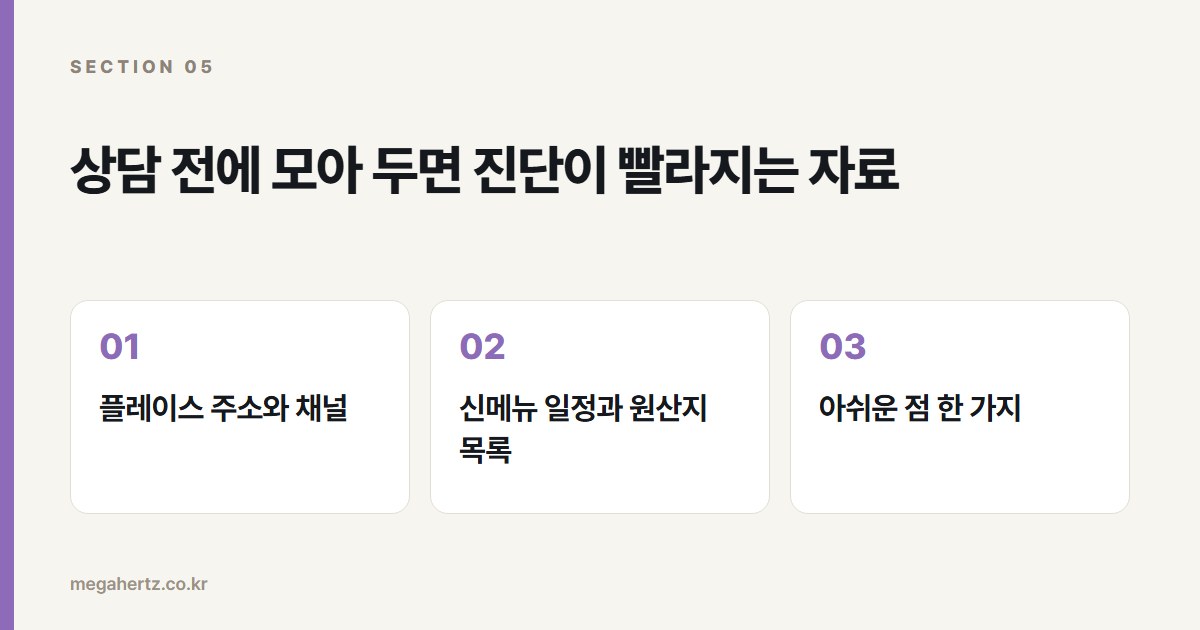 SECTION 05
상담 전에 모아 두면 진단이 빨라지는 자료
01
플레이스 주소와 채널
02
신메뉴 일정과 원산지
목록
03
아쉬운 점 한 가지
megahertz.co.kr